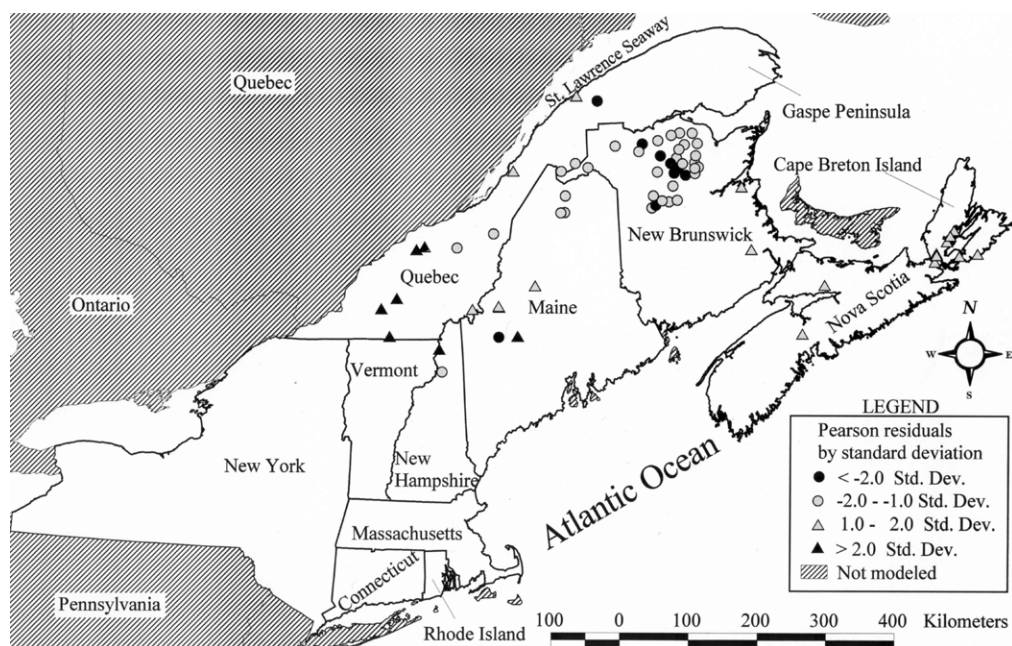 Quebec
St. Lawrence Seaway
Gaspe Peninsula
Cape Breton Island
New Brunswick
Quebec
Ontario
Maine
Nova Scotia
N
W
E
S
Vermont
New York
New
Hampshire
Atlantic Ocean
Massachusetts
Connecticut
Pennsylvania
Rhode Island
LEGEND
Pearson residuals
by standard deviation
< -2.0 Std. Dev.
-2.0 - -1.0 Std. Dev.
1.0 - 2.0 Std. Dev.
> 2.0 Std. Dev.
Not modeled
100 0 100 200 300 400 Kilometers